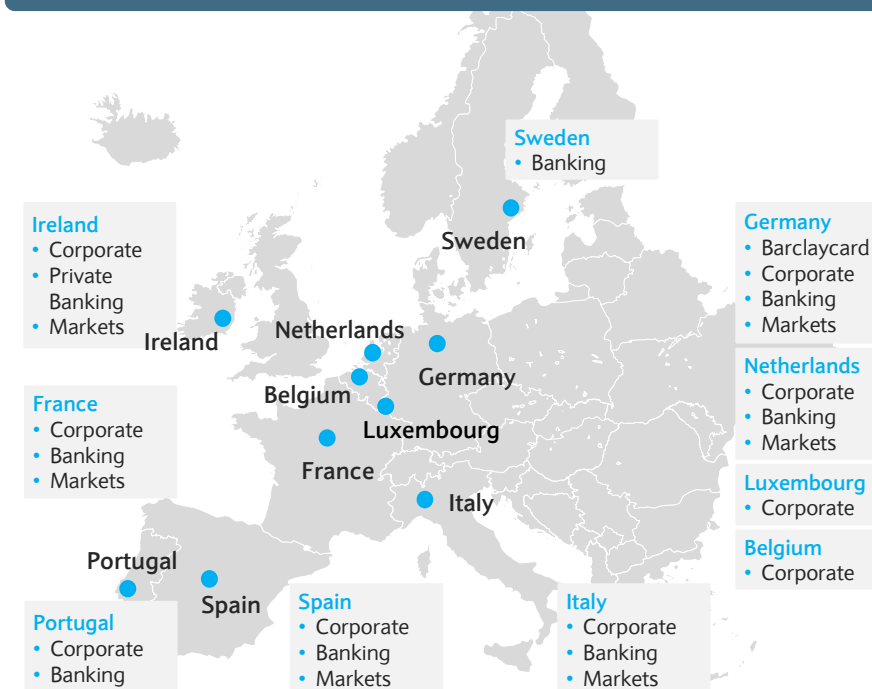 Sweden
• Banking
Sweden
Ireland
• Corporate
• Private
Banking
• Markets
Ireland
Germany
• Barclaycard
• Corporate
• Banking
• Markets
Netherlands
Germany
Belgium
Luxembourg
France
Italy
Netherlands
• Corporate
• Banking
• Markets
France
• Corporate
• Banking
• Markets
Luxembourg
• Corporate
Belgium
• Corporate
Portugal
Spain
Portugal
• Corporate
• Banking
Spain
• Corporate
• Banking
• Markets
Italy
• Corporate
• Banking
• Markets